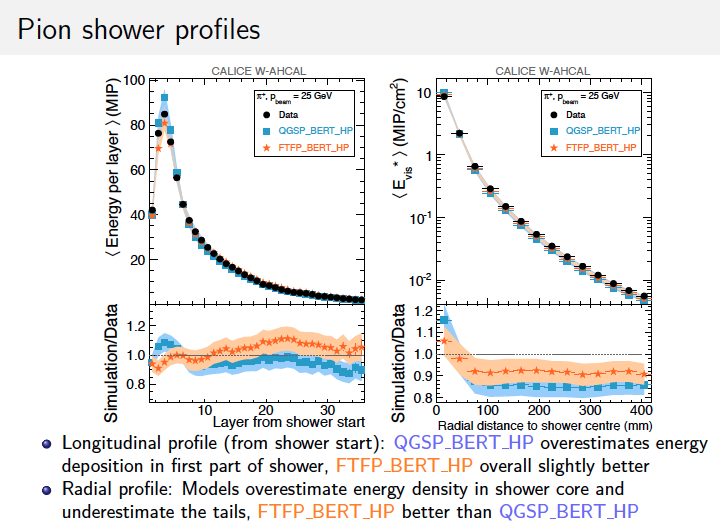 Pion shower profiles
CALICE W-AHCAL
⟨ Energy per layer ⟩ (MIP)
100
80
60
40
20
π⁺, p_beam = 25 GeV
Data
QGSP_BERT_HP
FTFP_BERT_HP
Simulation/Data
1.2
1.0
0.8
10
20
30
Layer from shower start
CALICE W-AHCAL
⟨ E_vis* ⟩ (MIP/cm²)
10
1
10⁻¹
10⁻²
π⁺, p_beam = 25 GeV
Data
QGSP_BERT_HP
FTFP_BERT_HP
Simulation/Data
1.2
1.1
1.0
0.9
0.8
0
100
200
300
400
Radial distance to shower centre (mm)
Longitudinal profile (from shower start): QGSP_BERT_HP overestimates energy
deposition in first part of shower, FTFP_BERT_HP overall slightly better
Radial profile: Models overestimate energy density in shower core and
underestimate the tails, FTFP_BERT_HP better than QGSP_BERT_HP